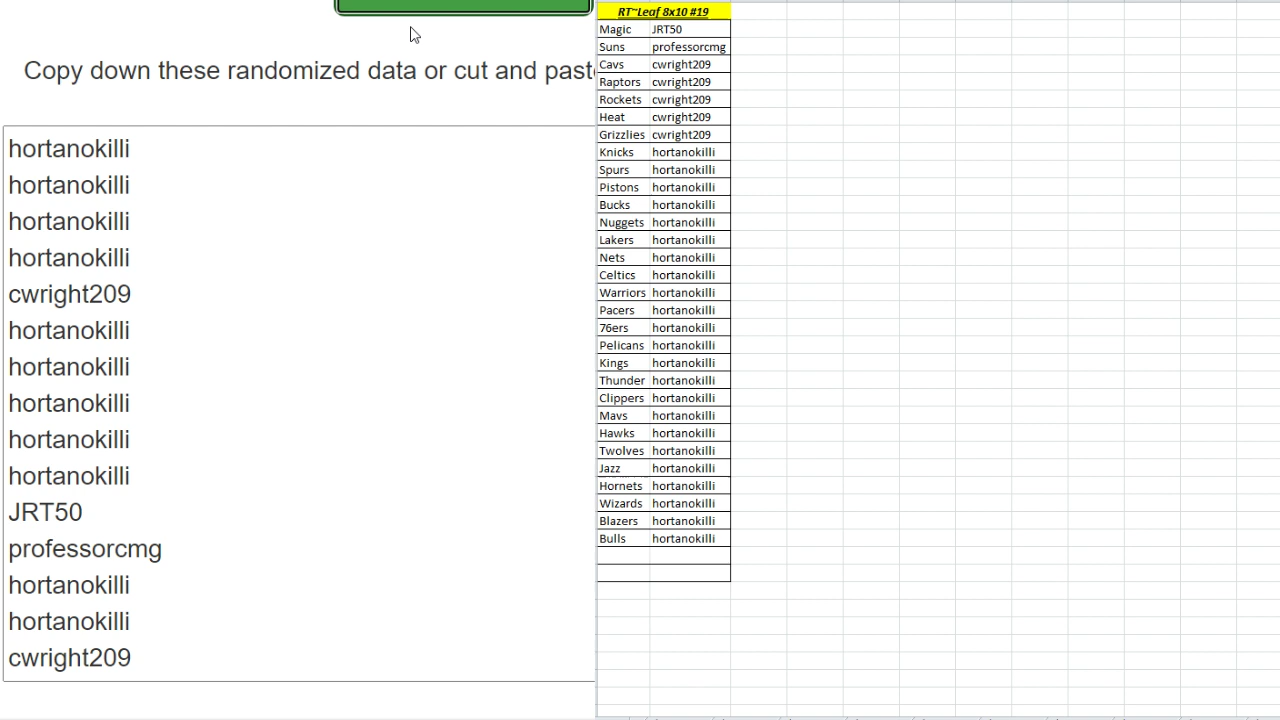 Copy down these randomized data or cut and paste
hortanokilli
hortanokilli
hortanokilli
hortanokilli
cwright209
hortanokilli
hortanokilli
hortanokilli
hortanokilli
hortanokilli
JRT50
professorcmg
hortanokilli
hortanokilli
cwright209
RT~Leaf 8x10 #19
Magic JRT50
Suns professorcmg
Cavs cwright209
Raptors cwright209
Rockets cwright209
Heat cwright209
Grizzlies cwright209
Knicks hortanokilli
Spurs hortanokilli
Pistons hortanokilli
Bucks hortanokilli
Nuggets hortanokilli
Lakers hortanokilli
Nets hortanokilli
Celtics hortanokilli
Warriors hortanokilli
Pacers hortanokilli
76ers hortanokilli
Pelicans hortanokilli
Kings hortanokilli
Thunder hortanokilli
Clippers hortanokilli
Mavs hortanokilli
Hawks hortanokilli
Twolves hortanokilli
Jazz hortanokilli
Hornets hortanokilli
Wizards hortanokilli
Blazers hortanokilli
Bulls hortanokilli